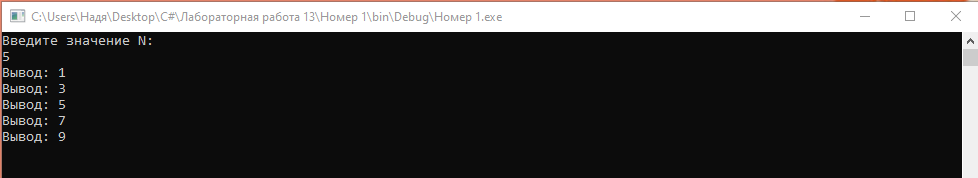 C:\Users\Надя\Desktop\C#\Лабораторная работа 13\Номер 1\bin\Debug\Номер 1.exe
Введите значение N:
5
Вывод: 1
Вывод: 3
Вывод: 5
Вывод: 7
Вывод: 9